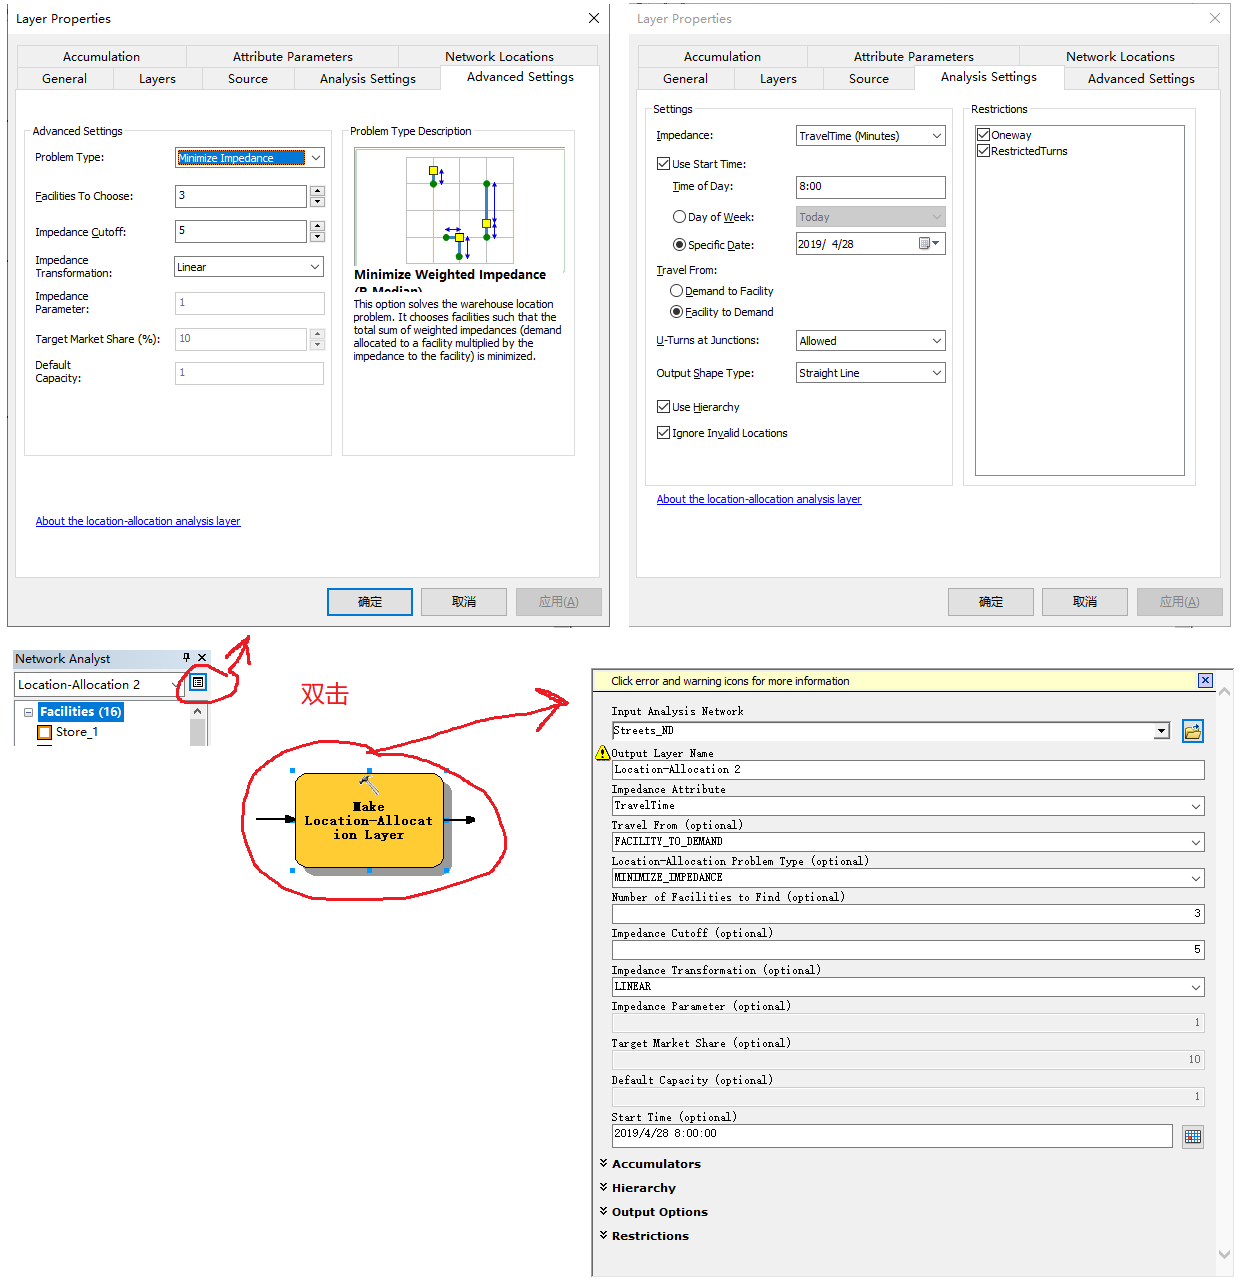 Layer Properties
Accumulation
Attribute Parameters
Network Locations
General
Layers
Source
Analysis Settings
Advanced Settings
Advanced Settings
Problem Type:
Minimize Impedance
Facilities To Choose:
3
Impedance Cutoff:
5
Impedance
Transformation:
Linear
Impedance
Parameter:
1
Target Market Share (%):
10
Default
Capacity:
1
Problem Type Description
Minimize Weighted Impedance
(P-Median)
This option solves the warehouse location
problem. It chooses facilities such that the
total sum of weighted impedances (demand
allocated to a facility multiplied by the
impedance to the facility) is minimized.
About the location-allocation analysis layer
确定
取消
应用(A)
Layer Properties
Accumulation
Attribute Parameters
Network Locations
General
Layers
Source
Analysis Settings
Advanced Settings
Settings
Impedance:
TravelTime (Minutes)
Use Start Time:
Time of Day:
8:00
Day of Week:
Today
Specific Date:
2019/ 4/28
Travel From:
Demand to Facility
Facility to Demand
U-Turns at Junctions:
Allowed
Output Shape Type:
Straight Line
Use Hierarchy
Ignore Invalid Locations
Restrictions
Oneway
RestrictedTurns
About the location-allocation analysis layer
确定
取消
应用(A)
Network Analyst
Location-Allocation 2
Facilities (16)
Store_1
双击
Make
Location-Allocat
ion Layer
Click error and warning icons for more information
Input Analysis Network
Streets_ND
Output Layer Name
Location-Allocation 2
Impedance Attribute
TravelTime
Travel From (optional)
FACILITY_TO_DEMAND
Location-Allocation Problem Type (optional)
MINIMIZE_IMPEDANCE
Number of Facilities to Find (optional)
3
Impedance Cutoff (optional)
5
Impedance Transformation (optional)
LINEAR
Impedance Parameter (optional)
1
Target Market Share (optional)
10
Default Capacity (optional)
1
Start Time (optional)
2019/4/28 8:00:00
Accumulators
Hierarchy
Output Options
Restrictions